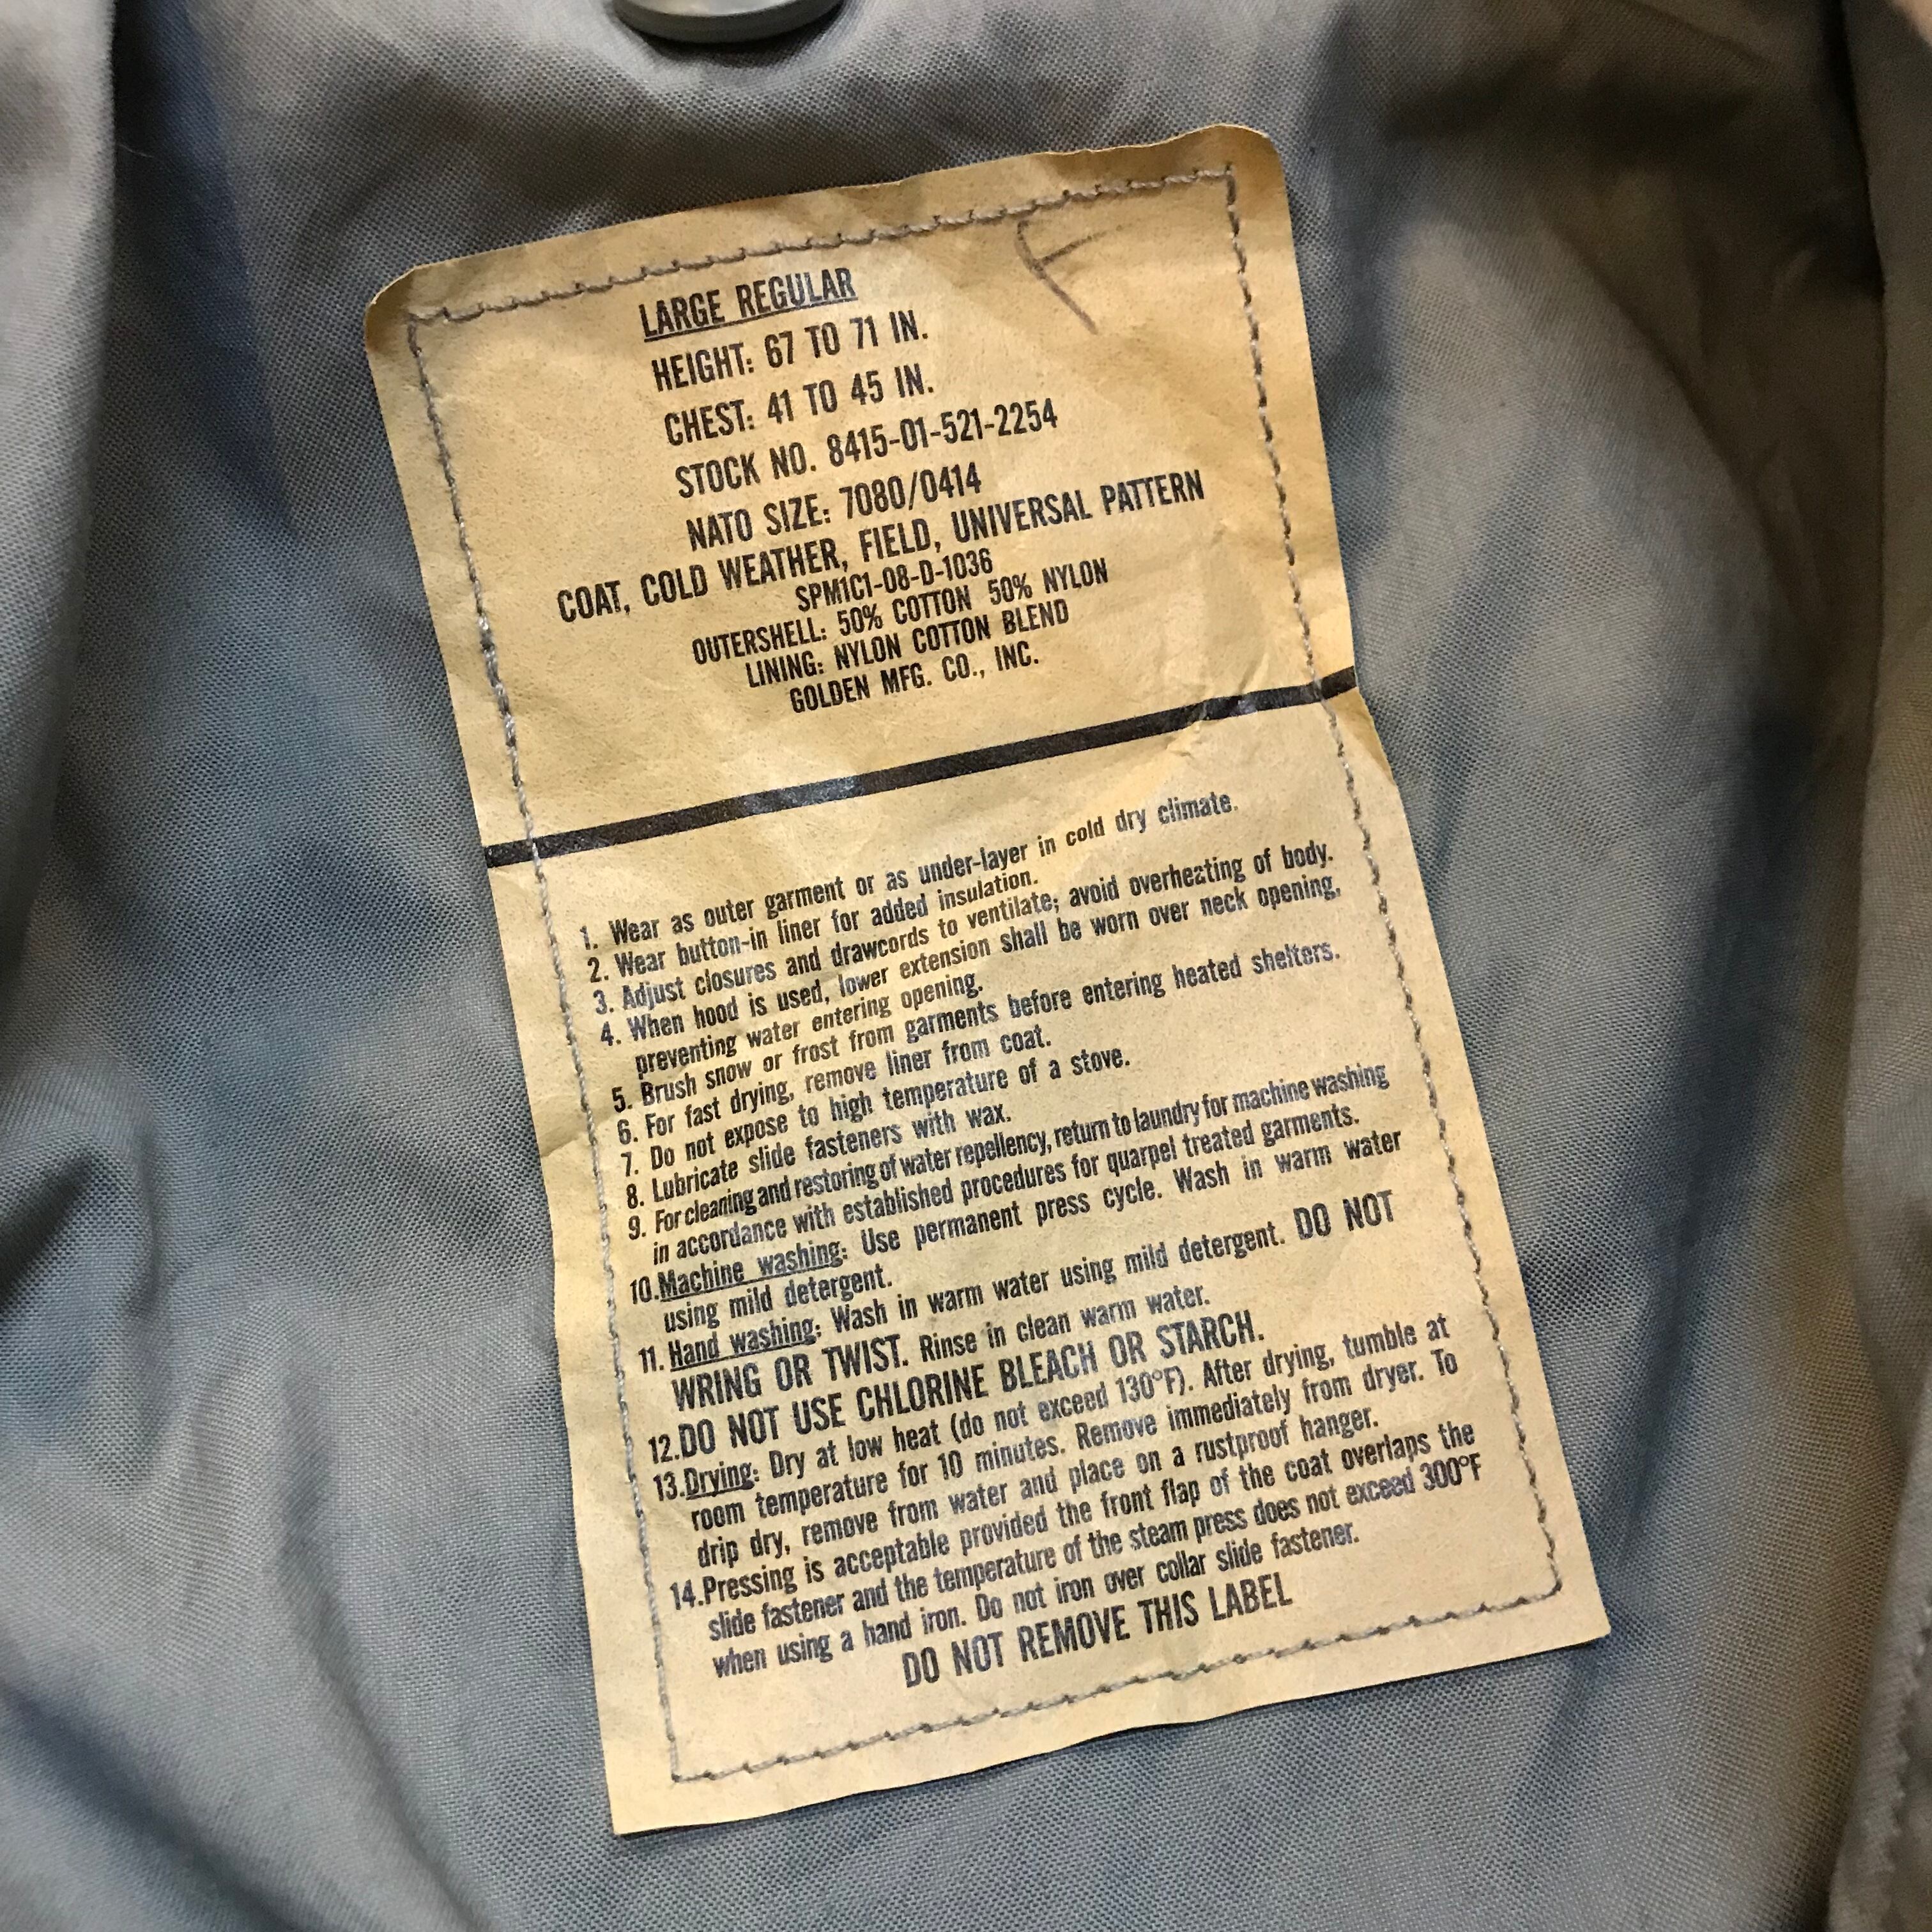 F
LARGE REGULAR
HEIGHT: 67 TO 71 IN.
CHEST: 41 TO 45 IN.
STOCK NO. 8415-01-521-2254
NATO SIZE: 7080/0414
COAT, COLD WEATHER, FIELD, UNIVERSAL PATTERN
SPM1C1-08-D-1036
OUTERSHELL: 50% COTTON 50% NYLON
LINING: NYLON COTTON BLEND
GOLDEN MFG. CO., INC.
1. Wear as outer garment or as under-layer in cold dry climate.
2. Wear button-in liner for added insulation.
3. Adjust closures and drawcords to ventilate; avoid overheating of body.
4. When hood is used, lower extension shall be worn over neck opening,
preventing water entering opening.
5. Brush snow or frost from garments before entering heated shelters.
6. For fast drying, remove liner from coat.
7. Do not expose to high temperature of a stove.
8. Lubricate slide fasteners with wax.
9. For cleaning and restoring of water repellency, return to laundry for machine washing
in accordance with established procedures for quarpel treated garments.
10.Machine washing: Use permanent press cycle. Wash in warm water
using mild detergent.
11. Hand washing: Wash in warm water using mild detergent. DO NOT
WRING OR TWIST. Rinse in clean warm water.
12.DO NOT USE CHLORINE BLEACH OR STARCH.
13.Drying: Dry at low heat (do not exceed 130°F). After drying, tumble at
room temperature for 10 minutes. Remove immediately from dryer. To
drip dry, remove from water and place on a rustproof hanger.
14.Pressing is acceptable provided the front flap of the coat overlaps the
slide fastener and the temperature of the steam press does not exceed 300°F
when using a hand iron. Do not iron over collar slide fastener.
DO NOT REMOVE THIS LABEL